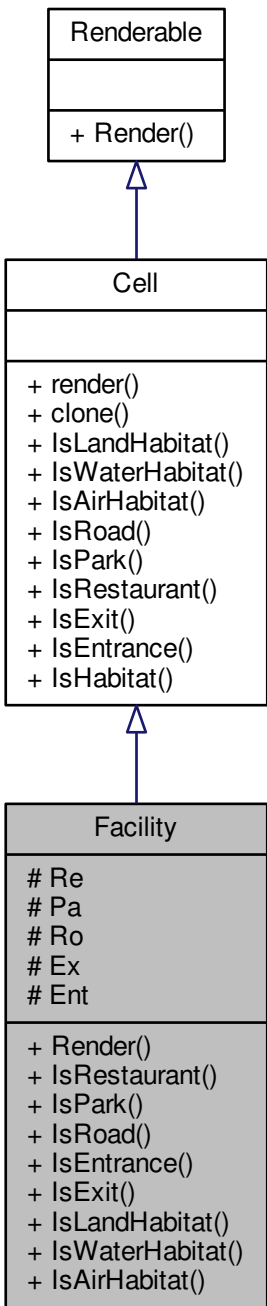 Renderable
+ Render()
Cell
+ render()
+ clone()
+ IsLandHabitat()
+ IsWaterHabitat()
+ IsAirHabitat()
+ IsRoad()
+ IsPark()
+ IsRestaurant()
+ IsExit()
+ IsEntrance()
+ IsHabitat()
Facility
# Re
# Pa
# Ro
# Ex
# Ent
+ Render()
+ IsRestaurant()
+ IsPark()
+ IsRoad()
+ IsEntrance()
+ IsExit()
+ IsLandHabitat()
+ IsWaterHabitat()
+ IsAirHabitat()